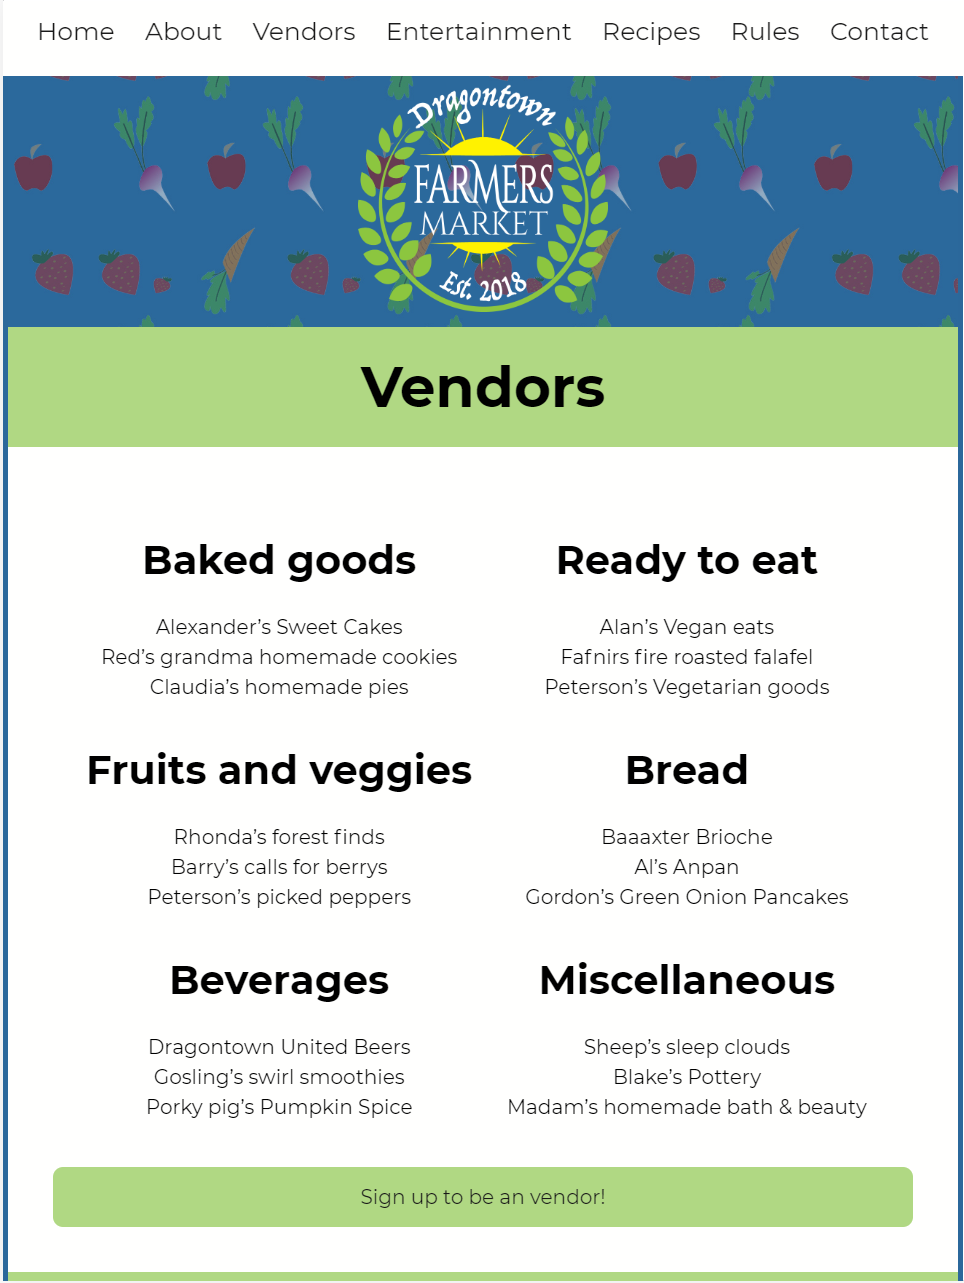 Home About Vendors Entertainment Recipes Rules Contact
Dragontown
FARMERS
MARKET
Est. 2018
Vendors
Baked goods
Alexander’s Sweet Cakes
Red’s grandma homemade cookies
Claudia’s homemade pies
Ready to eat
Alan’s Vegan eats
Fafnirs fire roasted falafel
Peterson’s Vegetarian goods
Fruits and veggies
Rhonda’s forest finds
Barry’s calls for berrys
Peterson’s picked peppers
Bread
Baaaxter Brioche
Al’s Anpan
Gordon’s Green Onion Pancakes
Beverages
Dragontown United Beers
Gosling’s swirl smoothies
Porky pig’s Pumpkin Spice
Miscellaneous
Sheep’s sleep clouds
Blake’s Pottery
Madam’s homemade bath & beauty
Sign up to be an vendor!